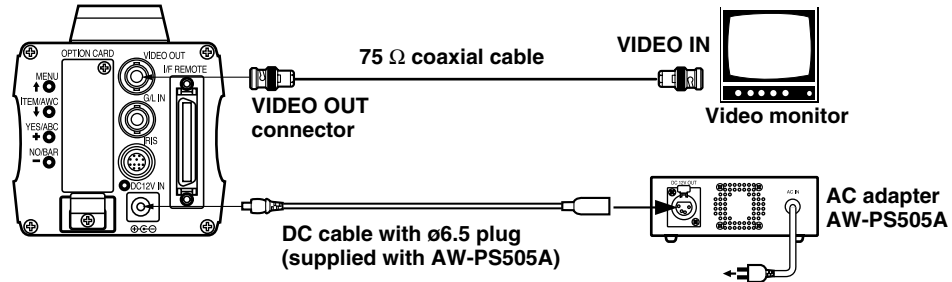 OPTION CARD
VIDEO OUT
I/F REMOTE
MENU
ITEM/AWC
YES/ABC
NO/BAR
G/L IN
IRIS
DC12V IN
75 Ω coaxial cable
VIDEO OUT
connector
VIDEO IN
Video monitor
DC cable with ø6.5 plug
(supplied with AW-PS505A)
DC 12V OUT
AC IN
AC adapter
AW-PS505A